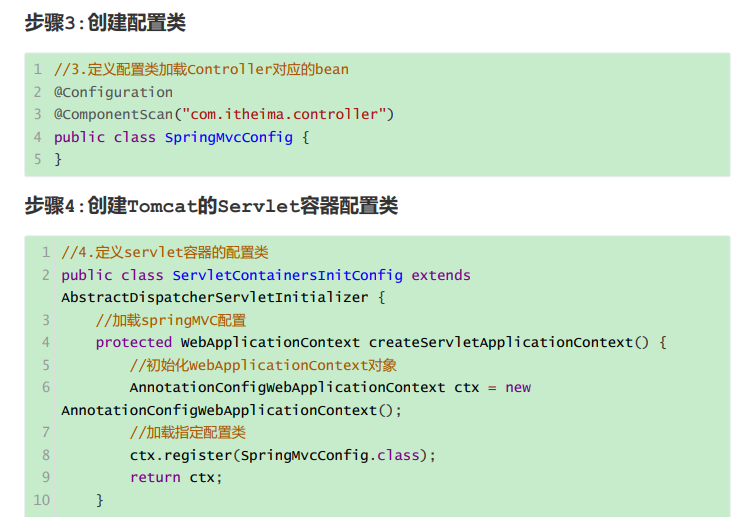 步骤3:创建配置类
1 //3.定义配置类加载Controller对应的bean
2 @Configuration
3 @ComponentScan("com.itheima.controller")
4 public class SpringMvcConfig {
5 }
步骤4:创建Tomcat的Servlet容器配置类
1 //4.定义servlet容器的配置类
2 public class ServletContainersInitConfig extends
AbstractDispatcherServletInitializer {
3 //加载springMVC配置
4 protected WebApplicationContext createServletApplicationContext() {
5 //初始化WebApplicationContext对象
6 AnnotationConfigWebApplicationContext ctx = new
AnnotationConfigWebApplicationContext();
7 //加载指定配置类
8 ctx.register(SpringMvcConfig.class);
9 return ctx;
10 }